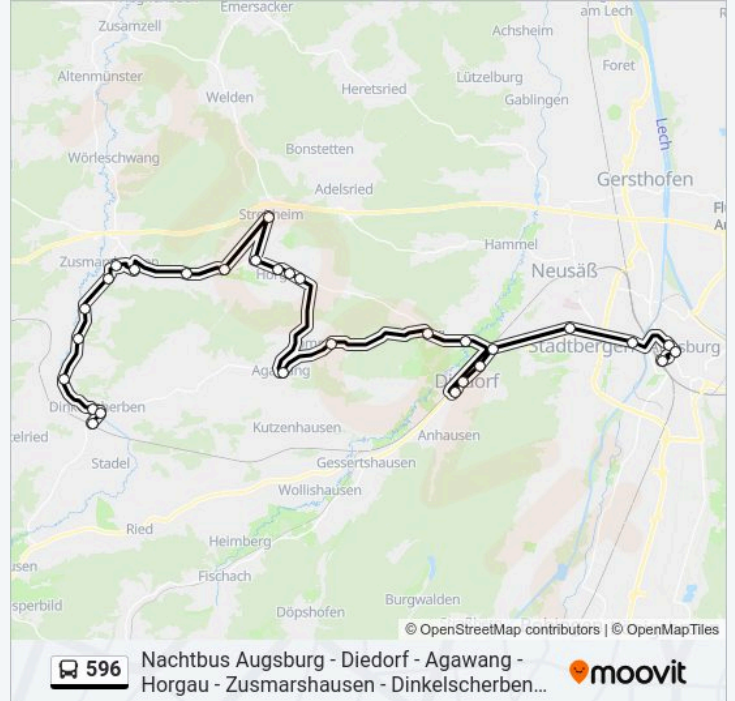 Emersacker
am Lech
Zusamzell
Achsheim
Foret
Altenmünster
Lützelburg
Heretsried
Welden
Gablingen
Lech
Bonstetten
Wörleschwang
Gersthofen
Adelsried
Hammel
Neusäß
Stadtbergen
Diedorf
Kutzenhausen
Anhausen
Stadel
Gessertshausen
Wollishausen
Ried
Heimberg
Fischach
Burgwalden
Döpshofen
© OpenStreetMap contributors | © OpenMapTiles
596
Nachtbus Augsburg - Diedorf - Agawang -
Horgau - Zusmarshausen - Dinkelscherben...
moovit